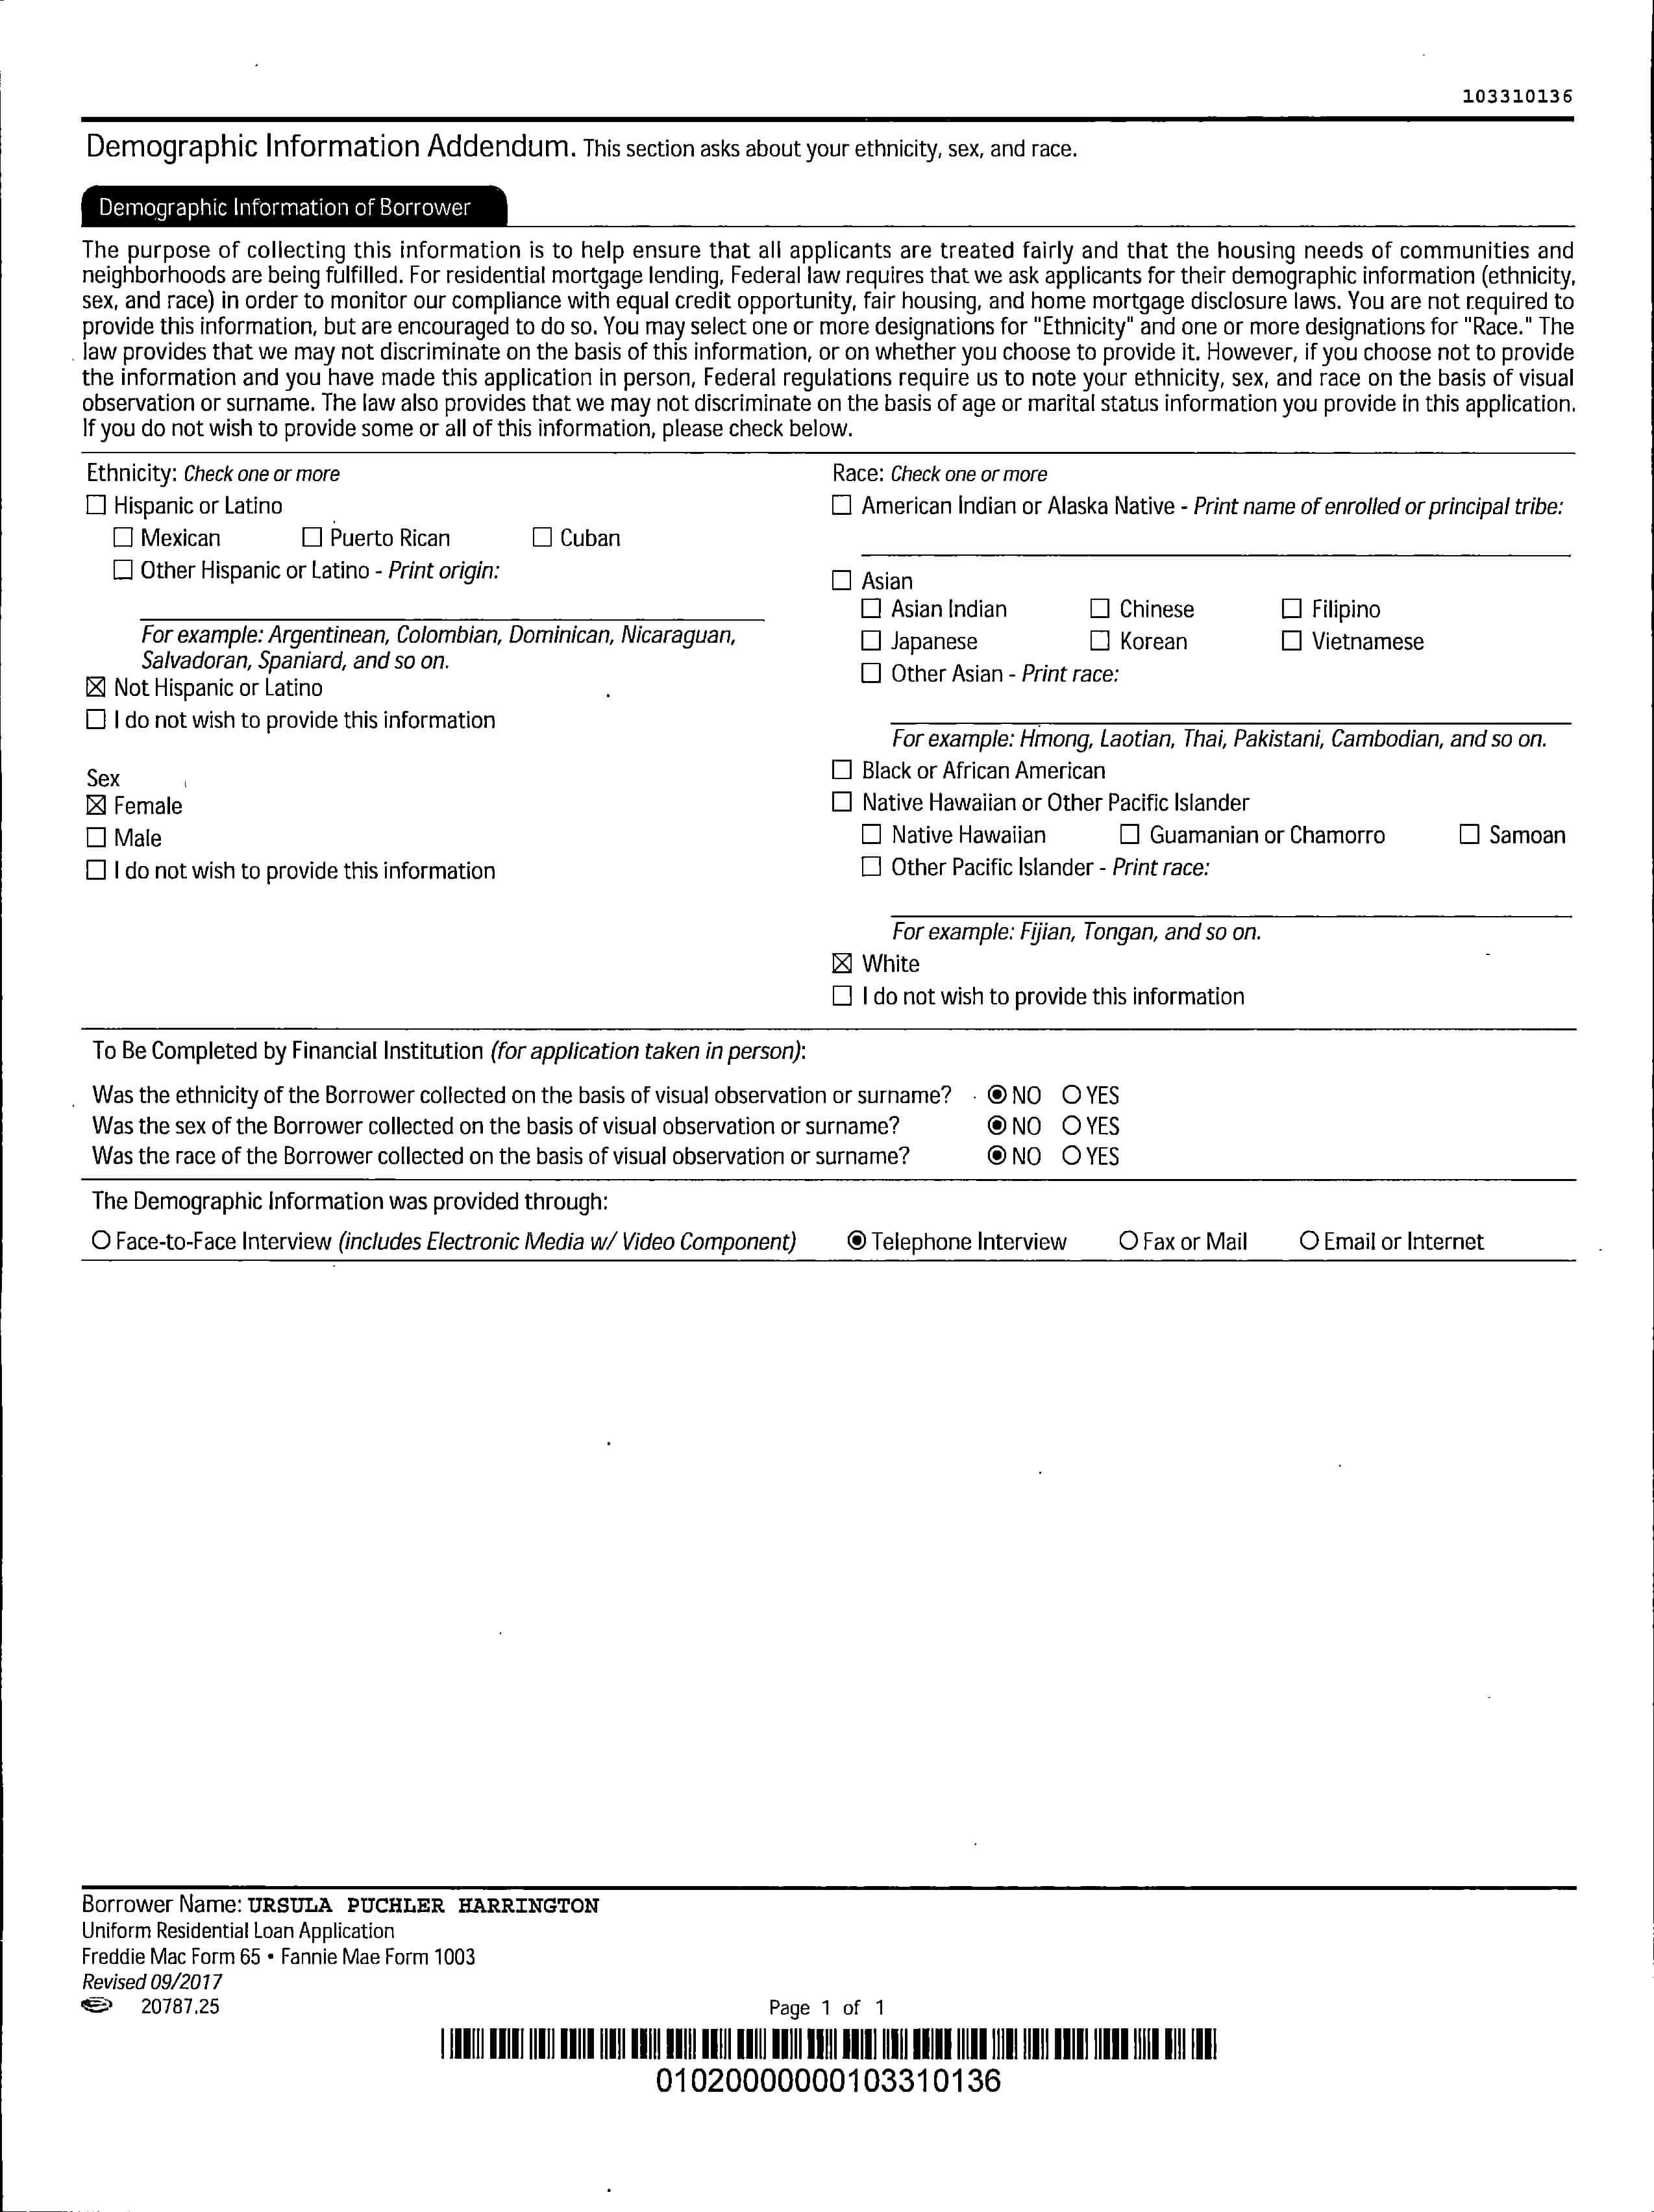 103310136
Demographic Information Addendum. This section asks about your ethnicity, sex, and race.
Demographic Information of Borrower
The purpose of collecting this information is to help ensure that all applicants are treated fairly and that the housing needs of communities and
neighborhoods are being fulfilled. For residential mortgage lending, Federal law requires that we ask applicants for their demographic information (ethnicity,
sex, and race) in order to monitor our compliance with equal credit opportunity, fair housing, and home mortgage disclosure laws. You are not required to
provide this information, but are encouraged to do so. You may select one or more designations for "Ethnicity" and one or more designations for "Race." The
law provides that we may not discriminate on the basis of this information, or on whether you choose to provide it. However, if you choose not to provide
the information and you have made this application in person, Federal regulations require us to note your ethnicity, sex, and race on the basis of visual
observation or surname. The law also provides that we may not discriminate on the basis of age or marital status information you provide in this application.
If you do not wish to provide some or all of this information, please check below.
Ethnicity: Check one or more
☐ Hispanic or Latino
☐ Mexican ☐ Puerto Rican ☐ Cuban
☐ Other Hispanic or Latino - Print origin:
For example: Argentinean, Colombian, Dominican, Nicaraguan,
Salvadoran, Spaniard, and so on.
☒ Not Hispanic or Latino
☐ I do not wish to provide this information
Sex
☒ Female
☐ Male
☐ I do not wish to provide this information
Race: Check one or more
☐ American Indian or Alaska Native - Print name of enrolled or principal tribe:
☐ Asian
☐ Asian Indian ☐ Chinese ☐ Filipino
☐ Japanese ☐ Korean ☐ Vietnamese
☐ Other Asian - Print race:
For example: Hmong, Laotian, Thai, Pakistani, Cambodian, and so on.
☐ Black or African American
☐ Native Hawaiian or Other Pacific Islander
☐ Native Hawaiian ☐ Guamanian or Chamorro ☐ Samoan
☐ Other Pacific Islander - Print race:
For example: Fijian, Tongan, and so on.
☒ White
☐ I do not wish to provide this information
To Be Completed by Financial Institution (for application taken in person):
Was the ethnicity of the Borrower collected on the basis of visual observation or surname? ◉ NO ○ YES
Was the sex of the Borrower collected on the basis of visual observation or surname? ◉ NO ○ YES
Was the race of the Borrower collected on the basis of visual observation or surname? ◉ NO ○ YES
The Demographic Information was provided through:
○ Face-to-Face Interview (includes Electronic Media w/ Video Component) ◉ Telephone Interview ○ Fax or Mail ○ Email or Internet
Borrower Name: URSULA PUCHLER HARRINGTON
Uniform Residential Loan Application
Freddie Mac Form 65 • Fannie Mae Form 1003
Revised 09/2017
20787.25
Page 1 of 1
01020000000103310136